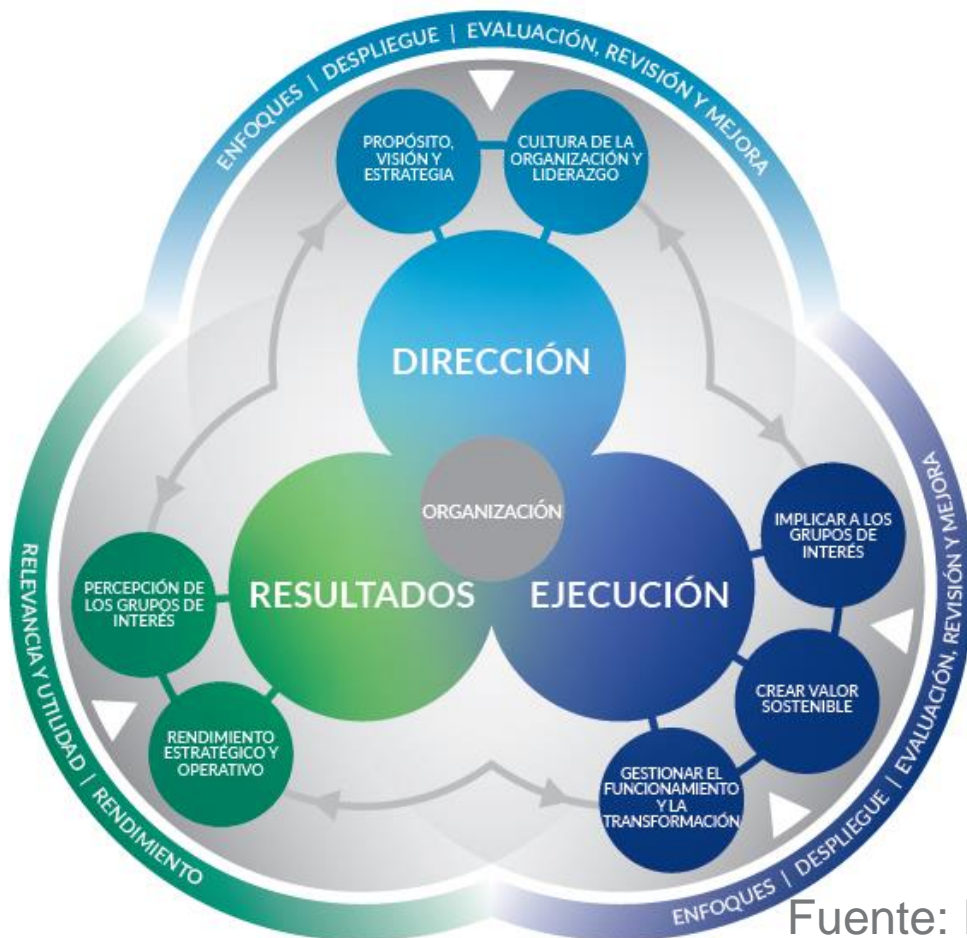 ENFOQUES | DESPLIEGUE | EVALUACIÓN, REVISIÓN Y MEJORA
PROPÓSITO,
VISIÓN Y
ESTRATEGIA
CULTURA DE LA
ORGANIZACIÓN Y
LIDERAZGO
DIRECCIÓN
ORGANIZACIÓN
RESULTADOS
EJECUCIÓN
PERCEPCIÓN DE
LOS GRUPOS DE
INTERÉS
RENDIMIENTO
ESTRATÉGICO Y
OPERATIVO
IMPLICAR A LOS
GRUPOS DE
INTERÉS
CREAR VALOR
SOSTENIBLE
GESTIONAR EL
FUNCIONAMIENTO
Y LA
TRANSFORMACIÓN
RELEVANCIA Y UTILIDAD | RENDIMIENTO
ENFOQUES | DESPLIEGUE | EVALUACIÓN, REVISIÓN Y MEJORA
Fuente: